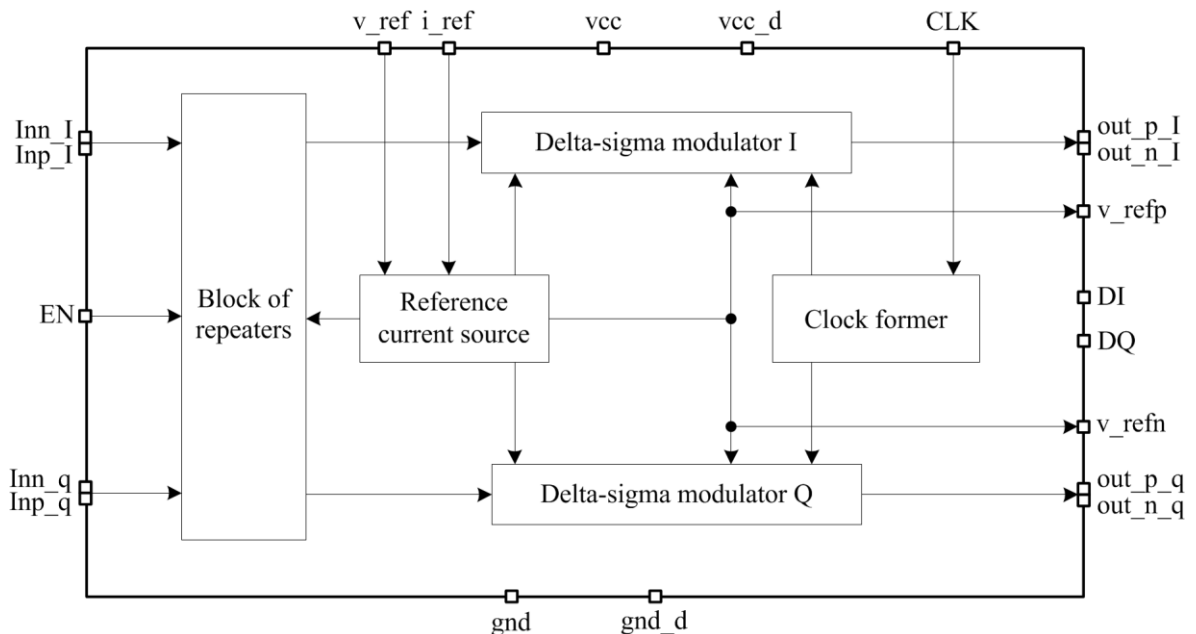 v_ref i_ref vcc vcc_d CLK
Inn_I
Inp_I
Delta-sigma modulator I
out_p_I
out_n_I
v_refp
EN
Block of
repeaters
Reference
current source
Clock former
DI
DQ
v_refn
Inn_q
Inp_q
Delta-sigma modulator Q
out_p_q
out_n_q
gnd gnd_d